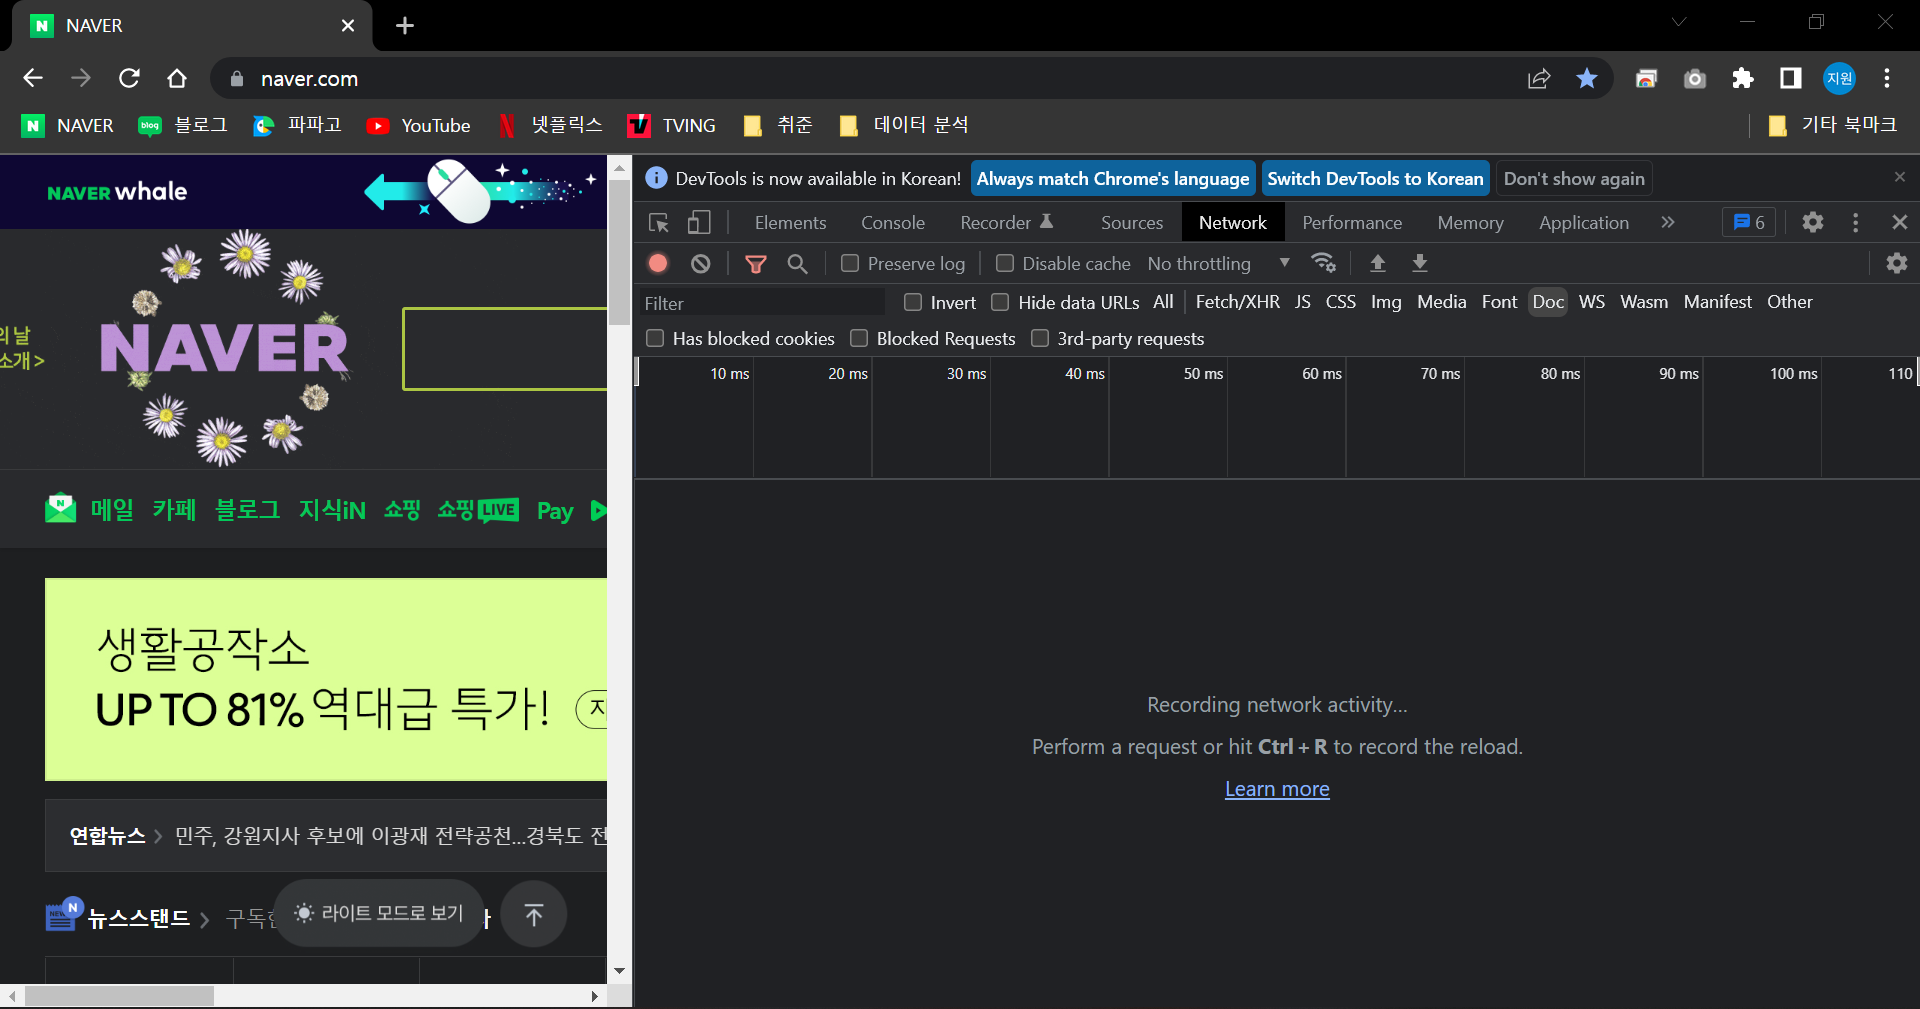 NAVER
naver.com
지원
NAVER 블로그 파파고 YouTube 넷플릭스 TVING 취준 데이터 분석 기타 북마크
NAVER whale
의날
소개 >
NAVER
메일 카페 블로그 지식iN 쇼핑 쇼핑LIVE Pay
생활공작소
UP TO 81% 역대급 특가!
연합뉴스 > 민주, 강원지사 후보에 이광재 전략공천...경북도 전
뉴스스탠드 > 구독한
라이트 모드로 보기
DevTools is now available in Korean! Always match Chrome's language Switch DevTools to Korean Don't show again
Elements Console Recorder Sources Network Performance Memory Application » 6
Preserve log Disable cache No throttling
Filter Invert Hide data URLs All Fetch/XHR JS CSS Img Media Font Doc WS Wasm Manifest Other
Has blocked cookies Blocked Requests 3rd-party requests
10 ms 20 ms 30 ms 40 ms 50 ms 60 ms 70 ms 80 ms 90 ms 100 ms 110
Recording network activity...
Perform a request or hit Ctrl + R to record the reload.
Learn more